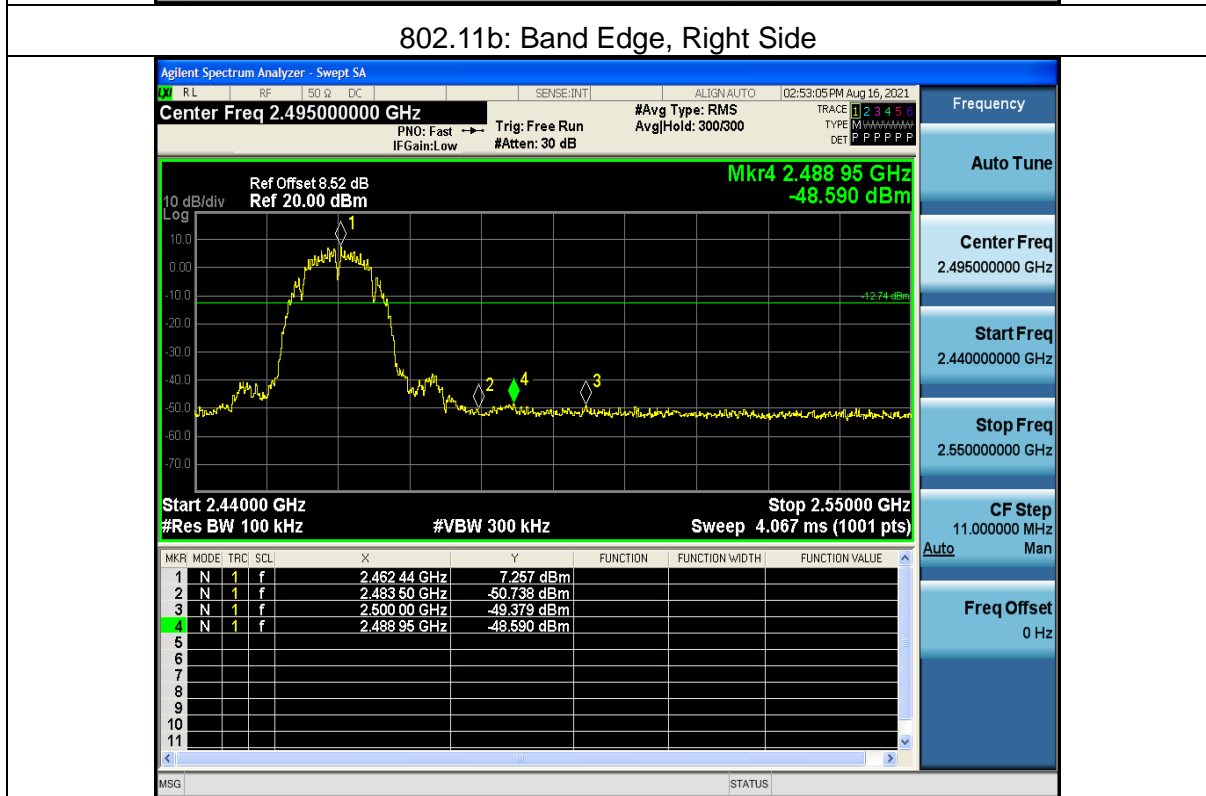 802.11b: Band Edge, Right Side
Agilent Spectrum Analyzer - Swept SA
LXI RL RF 50 Ω DC SENSE:INT ALIGN AUTO 02:53:05 PM Aug 16, 2021
Center Freq 2.495000000 GHz
PNO: Fast
IFGain:Low
Trig: Free Run
#Atten: 30 dB
#Avg Type: RMS
Avg|Hold: 300/300
TRACE 1 2 3 4 5 6
TYPE M WWWWW
DET P P P P P P
Mkr4 2.488 95 GHz
-48.590 dBm
Ref Offset 8.52 dB
10 dB/div Ref 20.00 dBm
Log
10.0
0.00
-10.0
-20.0
-30.0
-40.0
-50.0
-60.0
-70.0
-12.74 dBm
1
2
4
3
Start 2.44000 GHz
Stop 2.55000 GHz
#Res BW 100 kHz
#VBW 300 kHz
Sweep 4.067 ms (1001 pts)
MKR MODE TRC SCL X Y FUNCTION FUNCTION WIDTH FUNCTION VALUE
1 N 1 f 2.462 44 GHz 7.257 dBm
2 N 1 f 2.483 50 GHz -50.738 dBm
3 N 1 f 2.500 00 GHz -49.379 dBm
4 N 1 f 2.488 95 GHz -48.590 dBm
5
6
7
8
9
10
11
MSG
STATUS
Frequency
Auto Tune
Center Freq
2.495000000 GHz
Start Freq
2.440000000 GHz
Stop Freq
2.550000000 GHz
CF Step
11.000000 MHz
Auto Man
Freq Offset
0 Hz